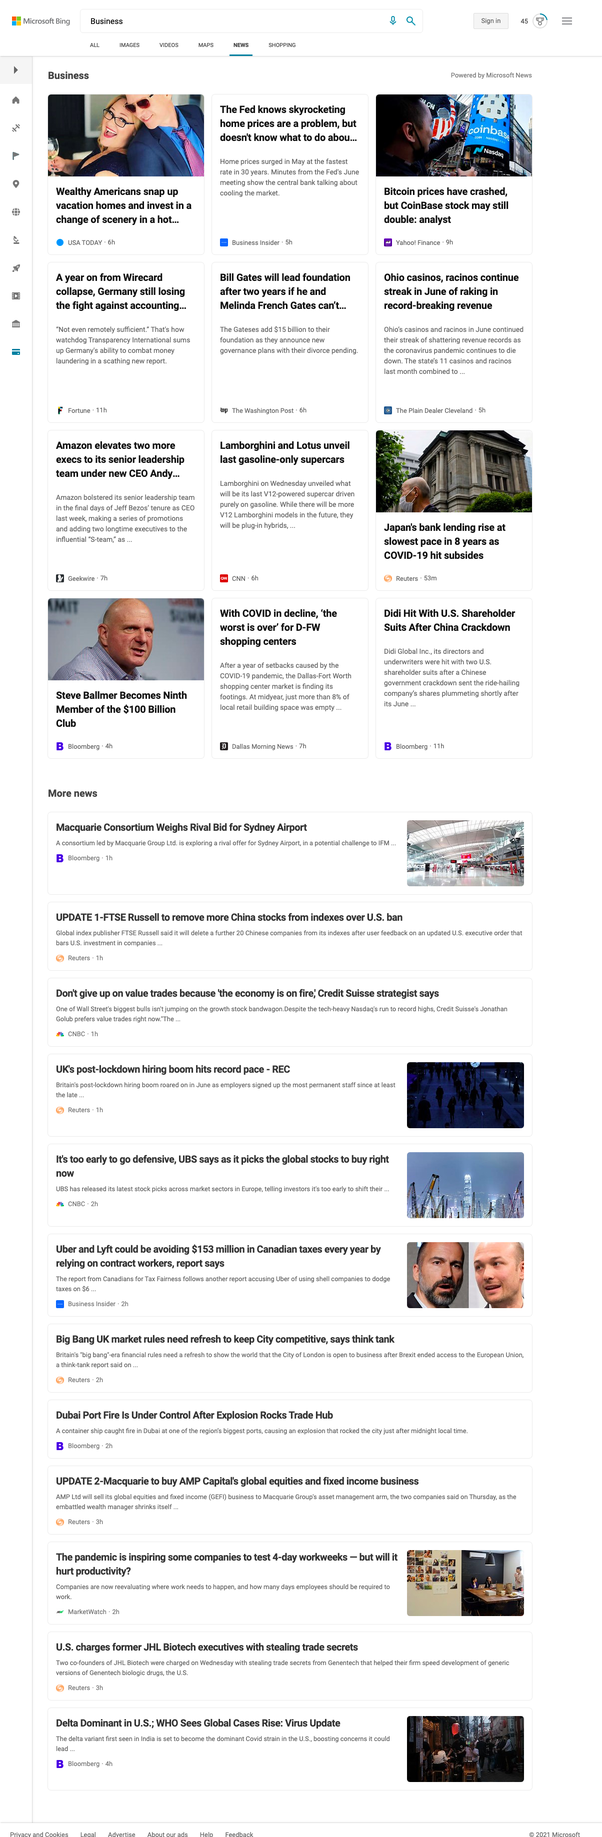 Microsoft Bing
Business
Sign in
45
ALL IMAGES VIDEOS MAPS NEWS SHOPPING
Business
Powered by Microsoft News
Wealthy Americans snap up
vacation homes and invest in a
change of scenery in a hot...
USA TODAY · 6h
The Fed knows skyrocketing
home prices are a problem, but
doesn't know what to do abou...
Home prices surged in May at the fastest
rate in 30 years. Minutes from the Fed's June
meeting show the central bank talking about
cooling the market.
Business Insider · 5h
coinbase
Nasdaq
Bitcoin prices have crashed,
but CoinBase stock may still
double: analyst
Yahoo! Finance · 9h
A year on from Wirecard
collapse, Germany still losing
the fight against accounting...
"Not even remotely sufficient." That's how
watchdog Transparency International sums
up Germany's ability to combat money
laundering in a scathing new report.
Fortune · 11h
Bill Gates will lead foundation
after two years if he and
Melinda French Gates can't...
The Gateses add $15 billion to their
foundation as they announce new
governance plans with their divorce pending.
The Washington Post · 6h
Ohio casinos, racinos continue
streak in June of raking in
record-breaking revenue
Ohio's casinos and racinos in June continued
their streak of shattering revenue records as
the coronavirus pandemic continues to die
down. The state's 11 casinos and racinos
last month combined to ...
The Plain Dealer Cleveland · 5h
Amazon elevates two more
execs to its senior leadership
team under new CEO Andy...
Amazon bolstered its senior leadership team
in the final days of Jeff Bezos' tenure as CEO
last week, making a series of promotions
and adding two longtime executives to the
influential "S-team," as ...
Geekwire · 7h
Lamborghini and Lotus unveil
last gasoline-only supercars
Lamborghini on Wednesday unveiled what
will be its last V12-powered supercar driven
purely on gasoline. While there will be more
V12 Lamborghini models in the future, they
will be plug-in hybrids, ...
CNN · 6h
Japan's bank lending rise at
slowest pace in 8 years as
COVID-19 hit subsides
Reuters · 53m
Steve Ballmer Becomes Ninth
Member of the $100 Billion
Club
Bloomberg · 4h
With COVID in decline, 'the
worst is over' for D-FW
shopping centers
After a year of setbacks caused by the
COVID-19 pandemic, the Dallas-Fort Worth
shopping center market is finding its
footings. At midyear, just more than 8% of
local retail building space was empty ...
Dallas Morning News · 7h
Didi Hit With U.S. Shareholder
Suits After China Crackdown
Didi Global Inc., its directors and
underwriters were hit with two U.S.
shareholder suits after a Chinese
government crackdown sent the ride-hailing
company's shares plummeting shortly after
its June ...
Bloomberg · 11h
More news
Macquarie Consortium Weighs Rival Bid for Sydney Airport
A consortium led by Macquarie Group Ltd. is exploring a rival offer for Sydney Airport, in a potential challenge to IFM ...
Bloomberg · 1h
UPDATE 1-FTSE Russell to remove more China stocks from indexes over U.S. ban
Global index publisher FTSE Russell said it will delete a further 20 Chinese companies from its indexes after user feedback on an updated U.S. executive order that
bars U.S. investment in companies ...
Reuters · 1h
Don't give up on value trades because 'the economy is on fire,' Credit Suisse strategist says
One of Wall Street's biggest bulls isn't jumping on the growth stock bandwagon.Despite the tech-heavy Nasdaq's run to record highs, Credit Suisse's Jonathan
Golub prefers value trades right now."The ...
CNBC · 1h
UK's post-lockdown hiring boom hits record pace - REC
Britain's post-lockdown hiring boom roared on in June as employers signed up the most permanent staff since at least
the late ...
Reuters · 1h
It's too early to go defensive, UBS says as it picks the global stocks to buy right
now
UBS has released its latest stock picks across market sectors in Europe, telling investors it's too early to shift their ...
CNBC · 2h
Uber and Lyft could be avoiding $153 million in Canadian taxes every year by
relying on contract workers, report says
The report from Canadians for Tax Fairness follows another report accusing Uber of using shell companies to dodge
taxes on $6 ...
Business Insider · 2h
Big Bang UK market rules need refresh to keep City competitive, says think tank
Britain's "big bang"-era financial rules need a refresh to show the world that the City of London is open to business after Brexit ended access to the European Union,
a think-tank report said on ...
Reuters · 2h
Dubai Port Fire Is Under Control After Explosion Rocks Trade Hub
A container ship caught fire in Dubai at one of the region's biggest ports, causing an explosion that rocked the city just after midnight local time.
Bloomberg · 2h
UPDATE 2-Macquarie to buy AMP Capital's global equities and fixed income business
AMP Ltd will sell its global equities and fixed income (GEFI) business to Macquarie Group's asset management arm, the two companies said on Thursday, as the
embattled wealth manager shrinks itself ...
Reuters · 3h
The pandemic is inspiring some companies to test 4-day workweeks — but will it
hurt productivity?
Companies are now reevaluating where work needs to happen, and how many days employees should be required to
work.
MarketWatch · 2h
U.S. charges former JHL Biotech executives with stealing trade secrets
Two co-founders of JHL Biotech were charged on Wednesday with stealing trade secrets from Genentech that helped their firm speed development of generic
versions of Genentech biologic drugs, the U.S.
Reuters · 3h
Delta Dominant in U.S.; WHO Sees Global Cases Rise: Virus Update
The delta variant first seen in India is set to become the dominant Covid strain in the U.S., boosting concerns it could
lead ...
Bloomberg · 4h
Privacy and Cookies Legal Advertise About our ads Help Feedback
© 2021 Microsoft